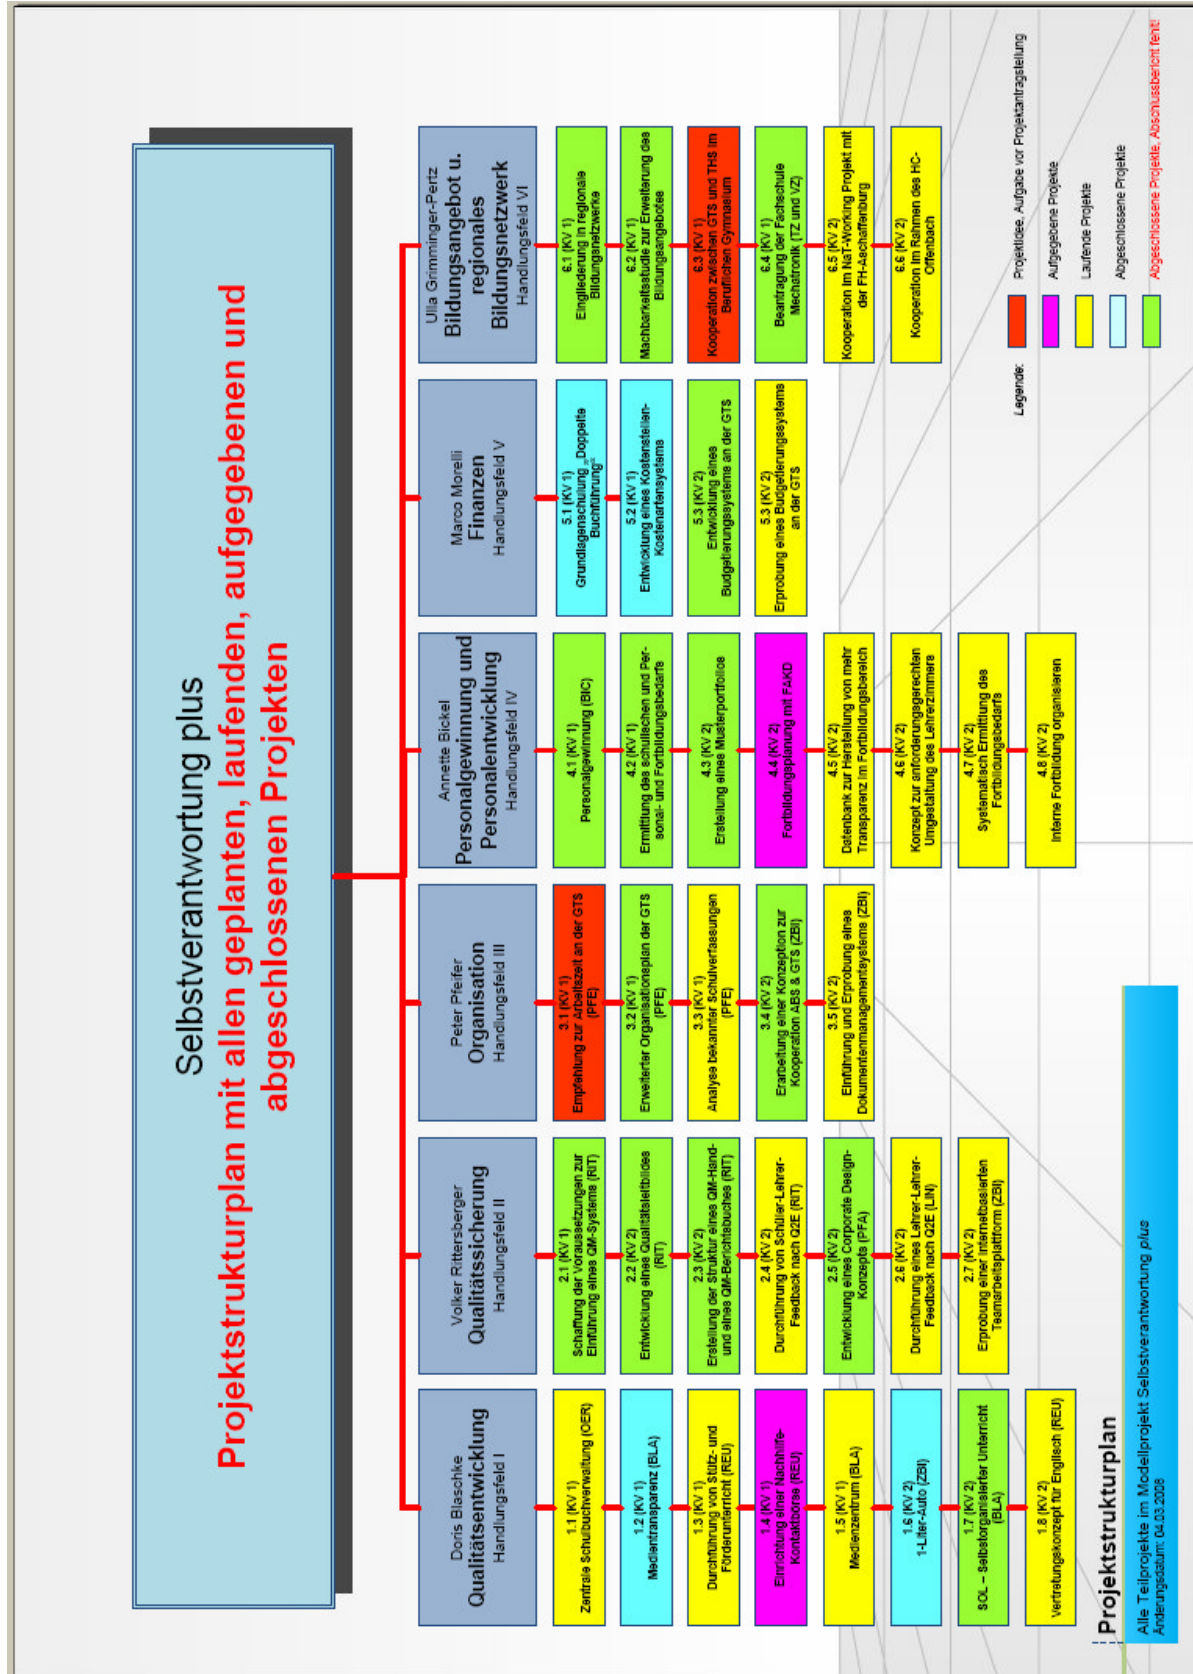 Selbstverantwortung plus
Projektstrukturplan mit allen geplanten, laufenden, aufgegebenen und
abgeschlossenen Projekten
Doris Blaschke
Qualitätsentwicklung
Handlungsfeld I
1.1 (KV 1)
Zentrale Schulbuchverwaltung (OER)
1.2 (KV 1)
Medientransparenz (BLA)
1.3 (KV 1)
Durchführung von Stütz- und
Förderunterricht (REU)
1.4 (KV 1)
Einrichtung einer Nachhilfe-
Kontaktbörse (REU)
1.5 (KV 1)
Medienzentrum (BLA)
1.6 (KV 2)
1-Liter-Auto (ZBI)
1.7 (KV 2)
SOL – Selbstorganisierter Unterricht
(BLA)
1.8 (KV 2)
Vertretungskonzept für Englisch (REU)
Volker Rittersberger
Qualitätssicherung
Handlungsfeld II
2.1 (KV 1)
Schaffung der Voraussetzungen zur
Einführung eines QM-Systems (RIT)
2.2 (KV 2)
Entwicklung eines Qualitätsleitbildes
(RIT)
2.3 (KV 2)
Erstellung der Struktur eines QM-Hand-
und eines QM-Berichtsbuches (RIT)
2.4 (KV 2)
Durchführung von Schüler-Lehrer-
Feedback nach Q2E (RIT)
2.5 (KV 2)
Entwicklung eines Corporate Design-
Konzepts (PFA)
2.6 (KV 2)
Durchführung eines Lehrer-Lehrer-
Feedback nach Q2E (LIN)
2.7 (KV 2)
Erprobung einer internetbasierten
Teamarbeitsplattform (ZBI)
Peter Pfeifer
Organisation
Handlungsfeld III
3.1 (KV 1)
Empfehlung zur Arbeitszeit an der GTS
(PFE)
3.2 (KV 1)
Erweiterter Organisationsplan der GTS
(PFE)
3.3 (KV 1)
Analyse bekannter Schulverfassungen
(PFE)
3.4 (KV 2)
Erarbeitung einer Konzeption zur
Kooperation ABS & GTS (ZBI)
3.5 (KV 2)
Einführung und Erprobung eines
Dokumentenmanagementsystems (ZBI)
Annette Bickel
Personalgewinnung und
Personalentwicklung
Handlungsfeld IV
4.1 (KV 1)
Personalgewinnung (BIC)
4.2 (KV 1)
Ermittlung des schulischen und Per-
sonal- und Fortbildungsbedarfs
4.3 (KV 2)
Erstellung eines Musterportfolios
4.4 (KV 2)
Fortbildungsplanung mit FAKD
4.5 (KV 2)
Datenbank zur Herstellung von mehr
Transparenz im Fortbildungsbereich
4.6 (KV 2)
Konzept zur anforderungsgerechten
Umgestaltung des Lehrerzimmers
4.7 (KV 2)
Systematisch Ermittlung des
Fortbildungsbedarfs
4.8 (KV 2)
Interne Fortbildung organisieren
Marco Morelli
Finanzen
Handlungsfeld V
5.1 (KV 1)
Grundlagenschulung „Doppelte
Buchführung“
5.2 (KV 1)
Entwicklung eines Kostenstellen-
Kostenartensystems
5.3 (KV 2)
Entwicklung eines
Budgetierungssystems an der GTS
5.3 (KV 2)
Erprobung eines Budgetierungssystems
an der GTS
Ulla Grimminger-Pertz
Bildungsangebot u.
regionales
Bildungsnetzwerk
Handlungsfeld VI
6.1 (KV 1)
Eingliederung in regionale
Bildungsnetzwerke
6.2 (KV 1)
Machbarkeitsstudie zur Erweiterung des
Bildungsangebotes
6.3 (KV 1)
Kooperation zwischen GTS und THS im
Beruflichen Gymnasium
6.4 (KV 1)
Beantragung der Fachschule
Mechatronik (TZ und VZ)
6.5 (KV 2)
Kooperation im NaT-Working Projekt mit
der FH-Aschaffenburg
6.6 (KV 2)
Kooperation im Rahmen des HC-
Offenbach
Legende:
Projektidee, Aufgabe vor Projektantragstellung
Aufgegebene Projekte
Laufende Projekte
Abgeschlossene Projekte
Abgeschlossene Projekte, Abschlussbericht fehlt!
Projektstrukturplan
Alle Teilprojekte im Modellprojekt Selbstverantwortung plus
Änderungsdatum: 04.03.2008